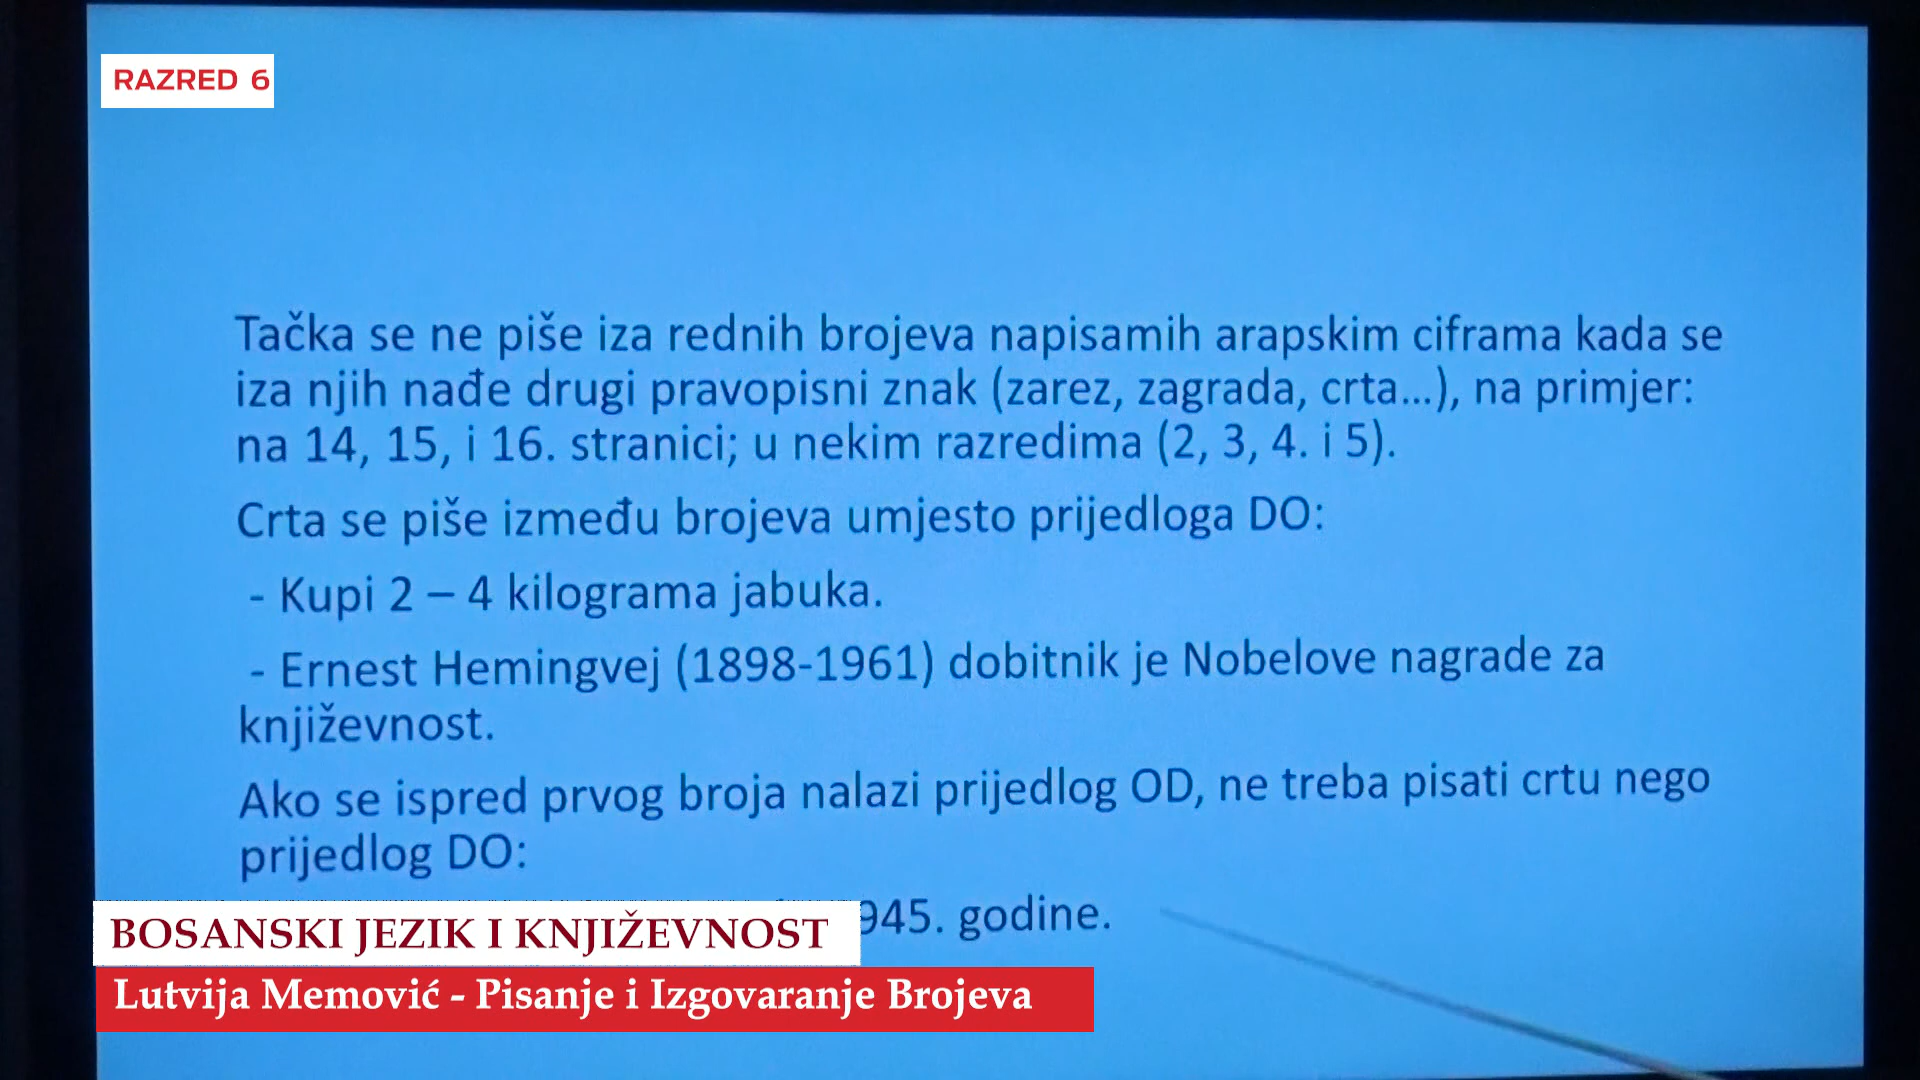 RAZRED 6
Tačka se ne piše iza rednih brojeva napisamih arapskim ciframa kada se
iza njih nađe drugi pravopisni znak (zarez, zagrada, crta...), na primjer:
na 14, 15, i 16. stranici; u nekim razredima (2, 3, 4. i 5).
Crta se piše između brojeva umjesto prijedloga DO:
- Kupi 2 – 4 kilograma jabuka.
- Ernest Hemingvej (1898-1961) dobitnik je Nobelove nagrade za
književnost.
Ako se ispred prvog broja nalazi prijedlog OD, ne treba pisati crtu nego
prijedlog DO:
945. godine.
BOSANSKI JEZIK I KNJIŽEVNOST
Lutvija Memović - Pisanje i Izgovaranje Brojeva